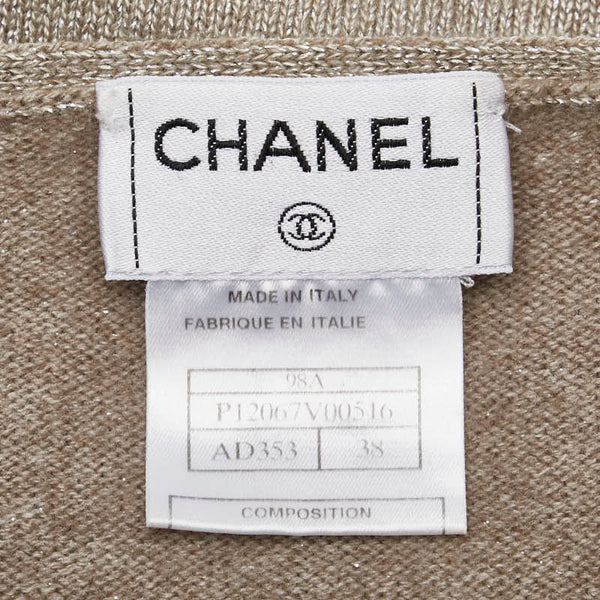 CHANEL
MADE IN ITALY
FABRIQUE EN ITALIE
98A
P12067V00516
AD353 38
COMPOSITION